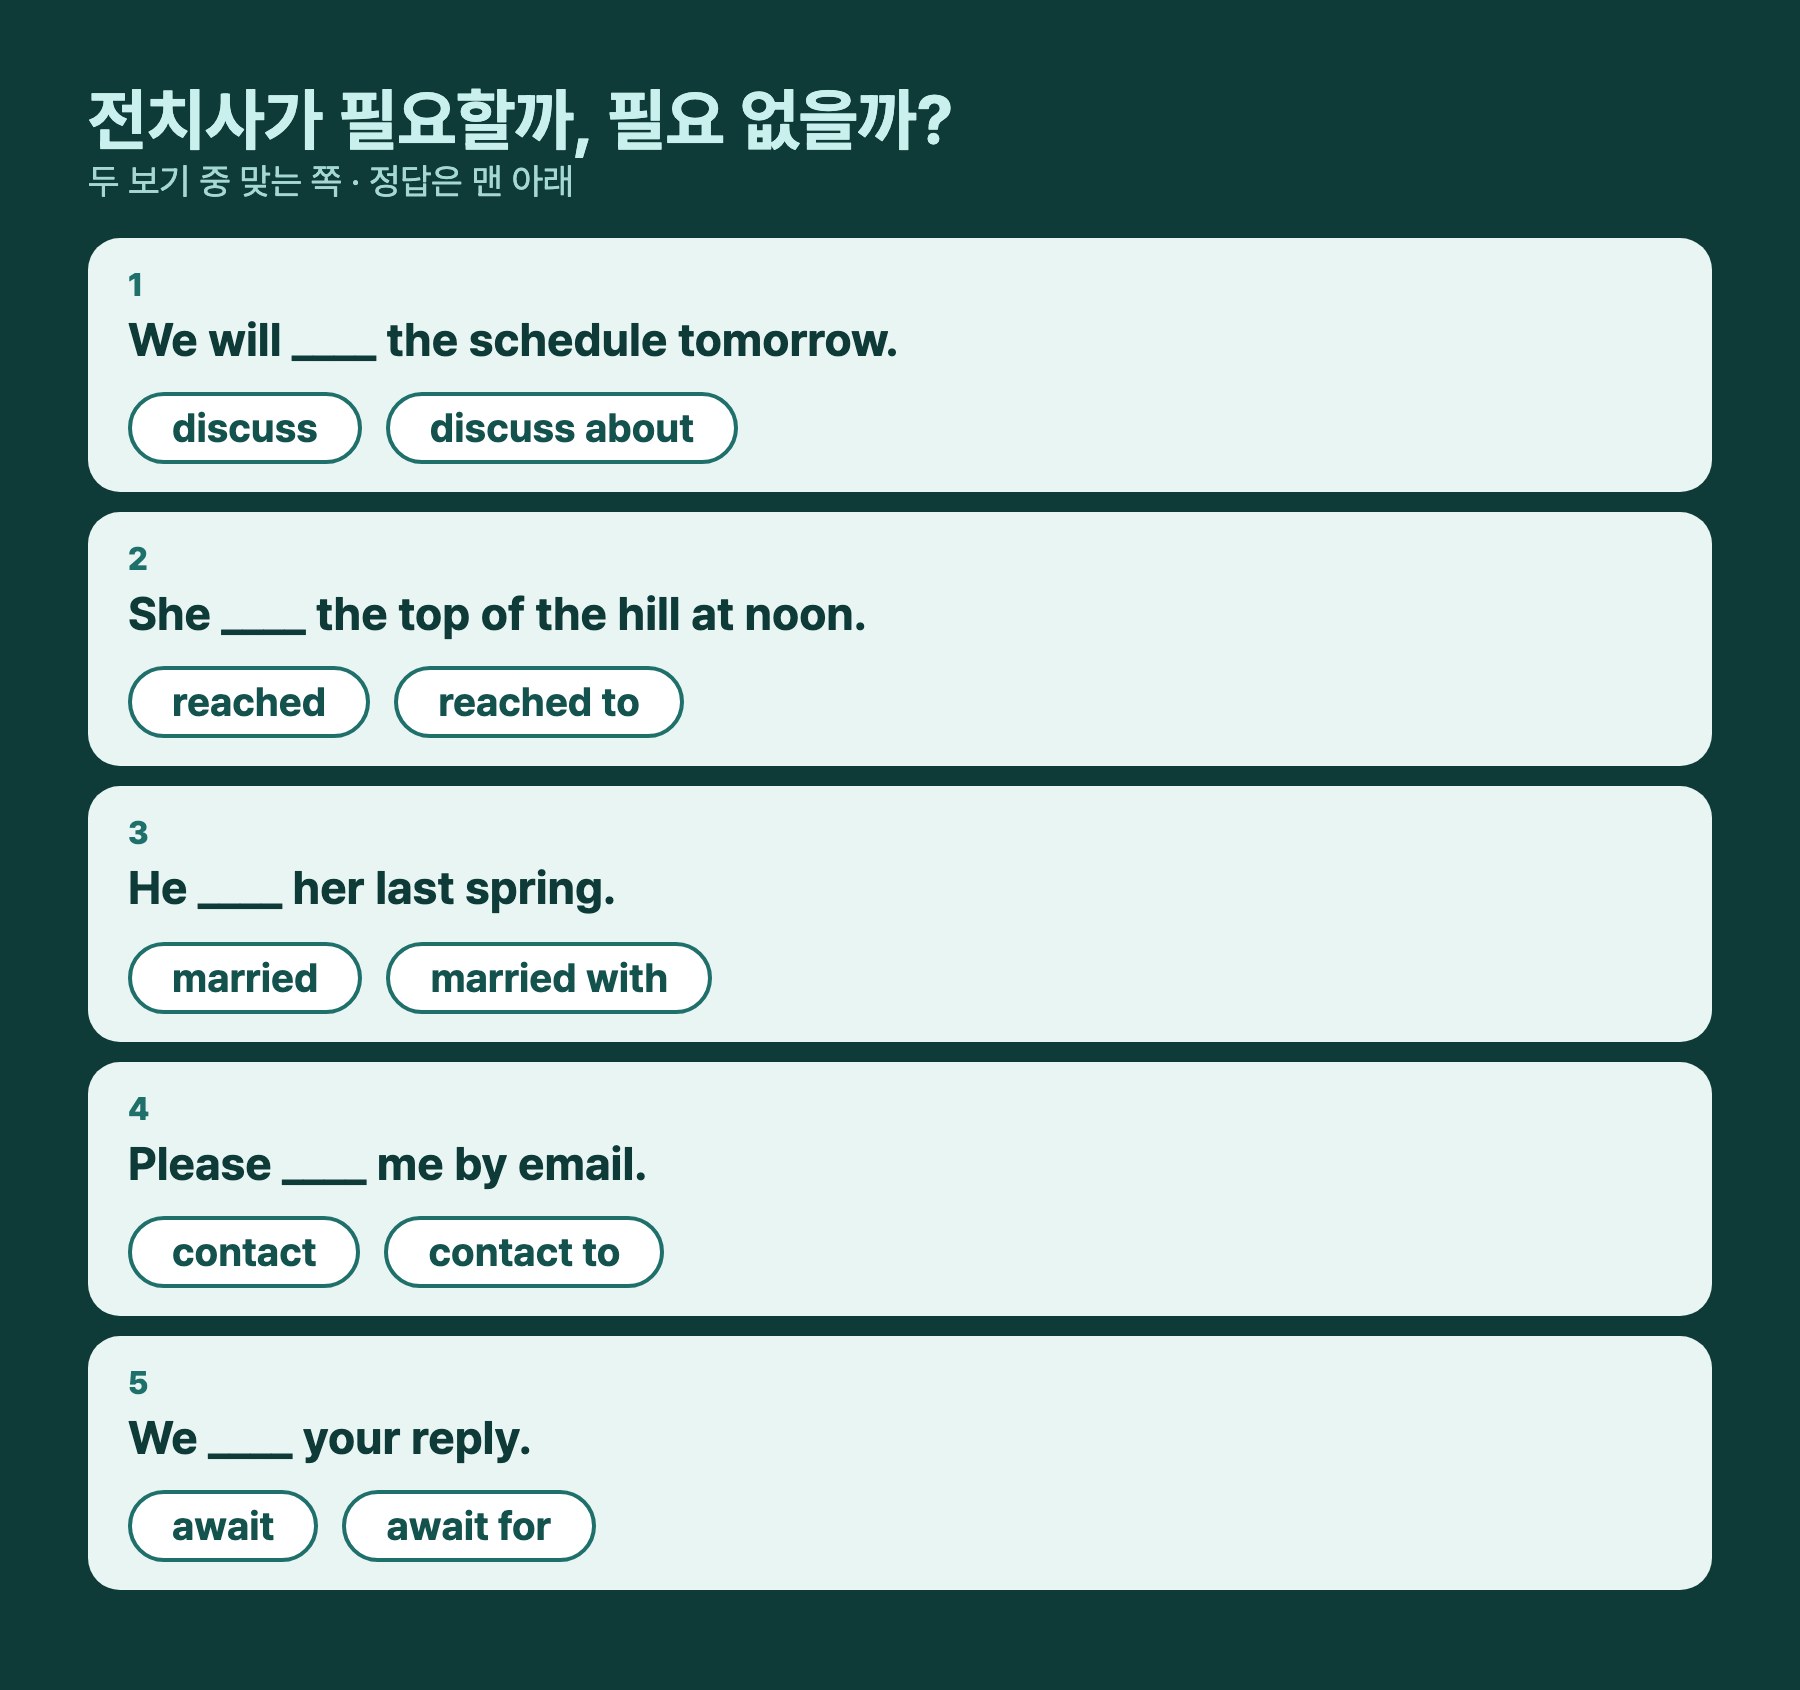 전치사가 필요할까, 필요 없을까?
두 보기 중 맞는 쪽 · 정답은 맨 아래
1
We will ____ the schedule tomorrow.
discuss discuss about
2
She ____ the top of the hill at noon.
reached reached to
3
He ____ her last spring.
married married with
4
Please ____ me by email.
contact contact to
5
We ____ your reply.
await await for